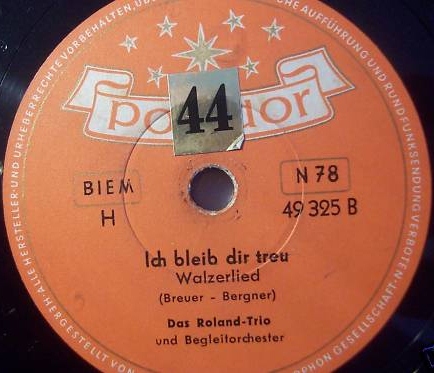 ALLE HERSTELLER- UND URHEBERRECHTE VORBEHALTEN
AUFFÜHRUNG UND RUNDFUNKSENDUNG VERBOTEN
44
BIEM
N 78
H
49 325 B
Ich bleib dir treu
Walzerlied
(Breuer - Bergner)
Das Roland-Trio
und Begleitorchester
HERGESTELLT VON
GESELLSCHAFT